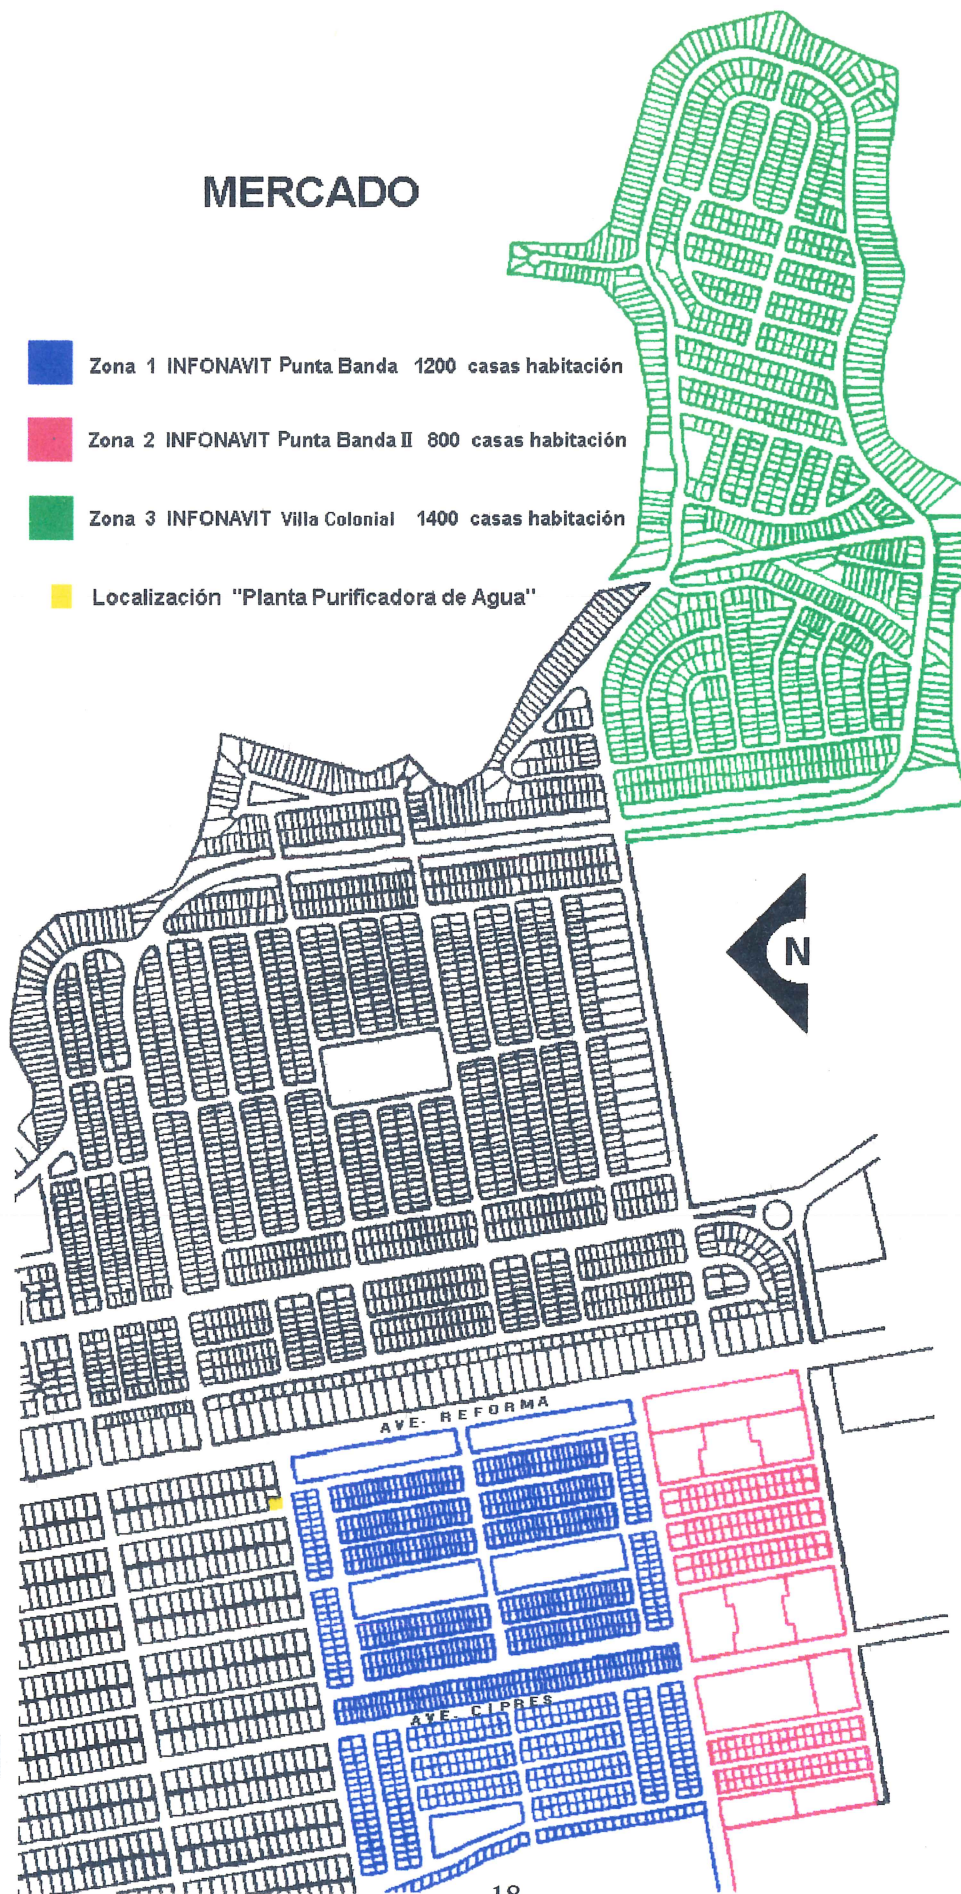 MERCADO
Zona 1 INFONAVIT Punta Banda 1200 casas habitación
Zona 2 INFONAVIT Punta Banda II 800 casas habitación
Zona 3 INFONAVIT Villa Colonial 1400 casas habitación
Localización "Planta Purificadora de Agua"
N
AVE. REFORMA
AVE. CIPRES
18